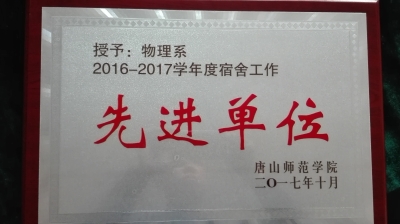 授予：物理系
2016-2017学年度宿舍工作
先进单位
唐山师范学院
二〇一七年十月